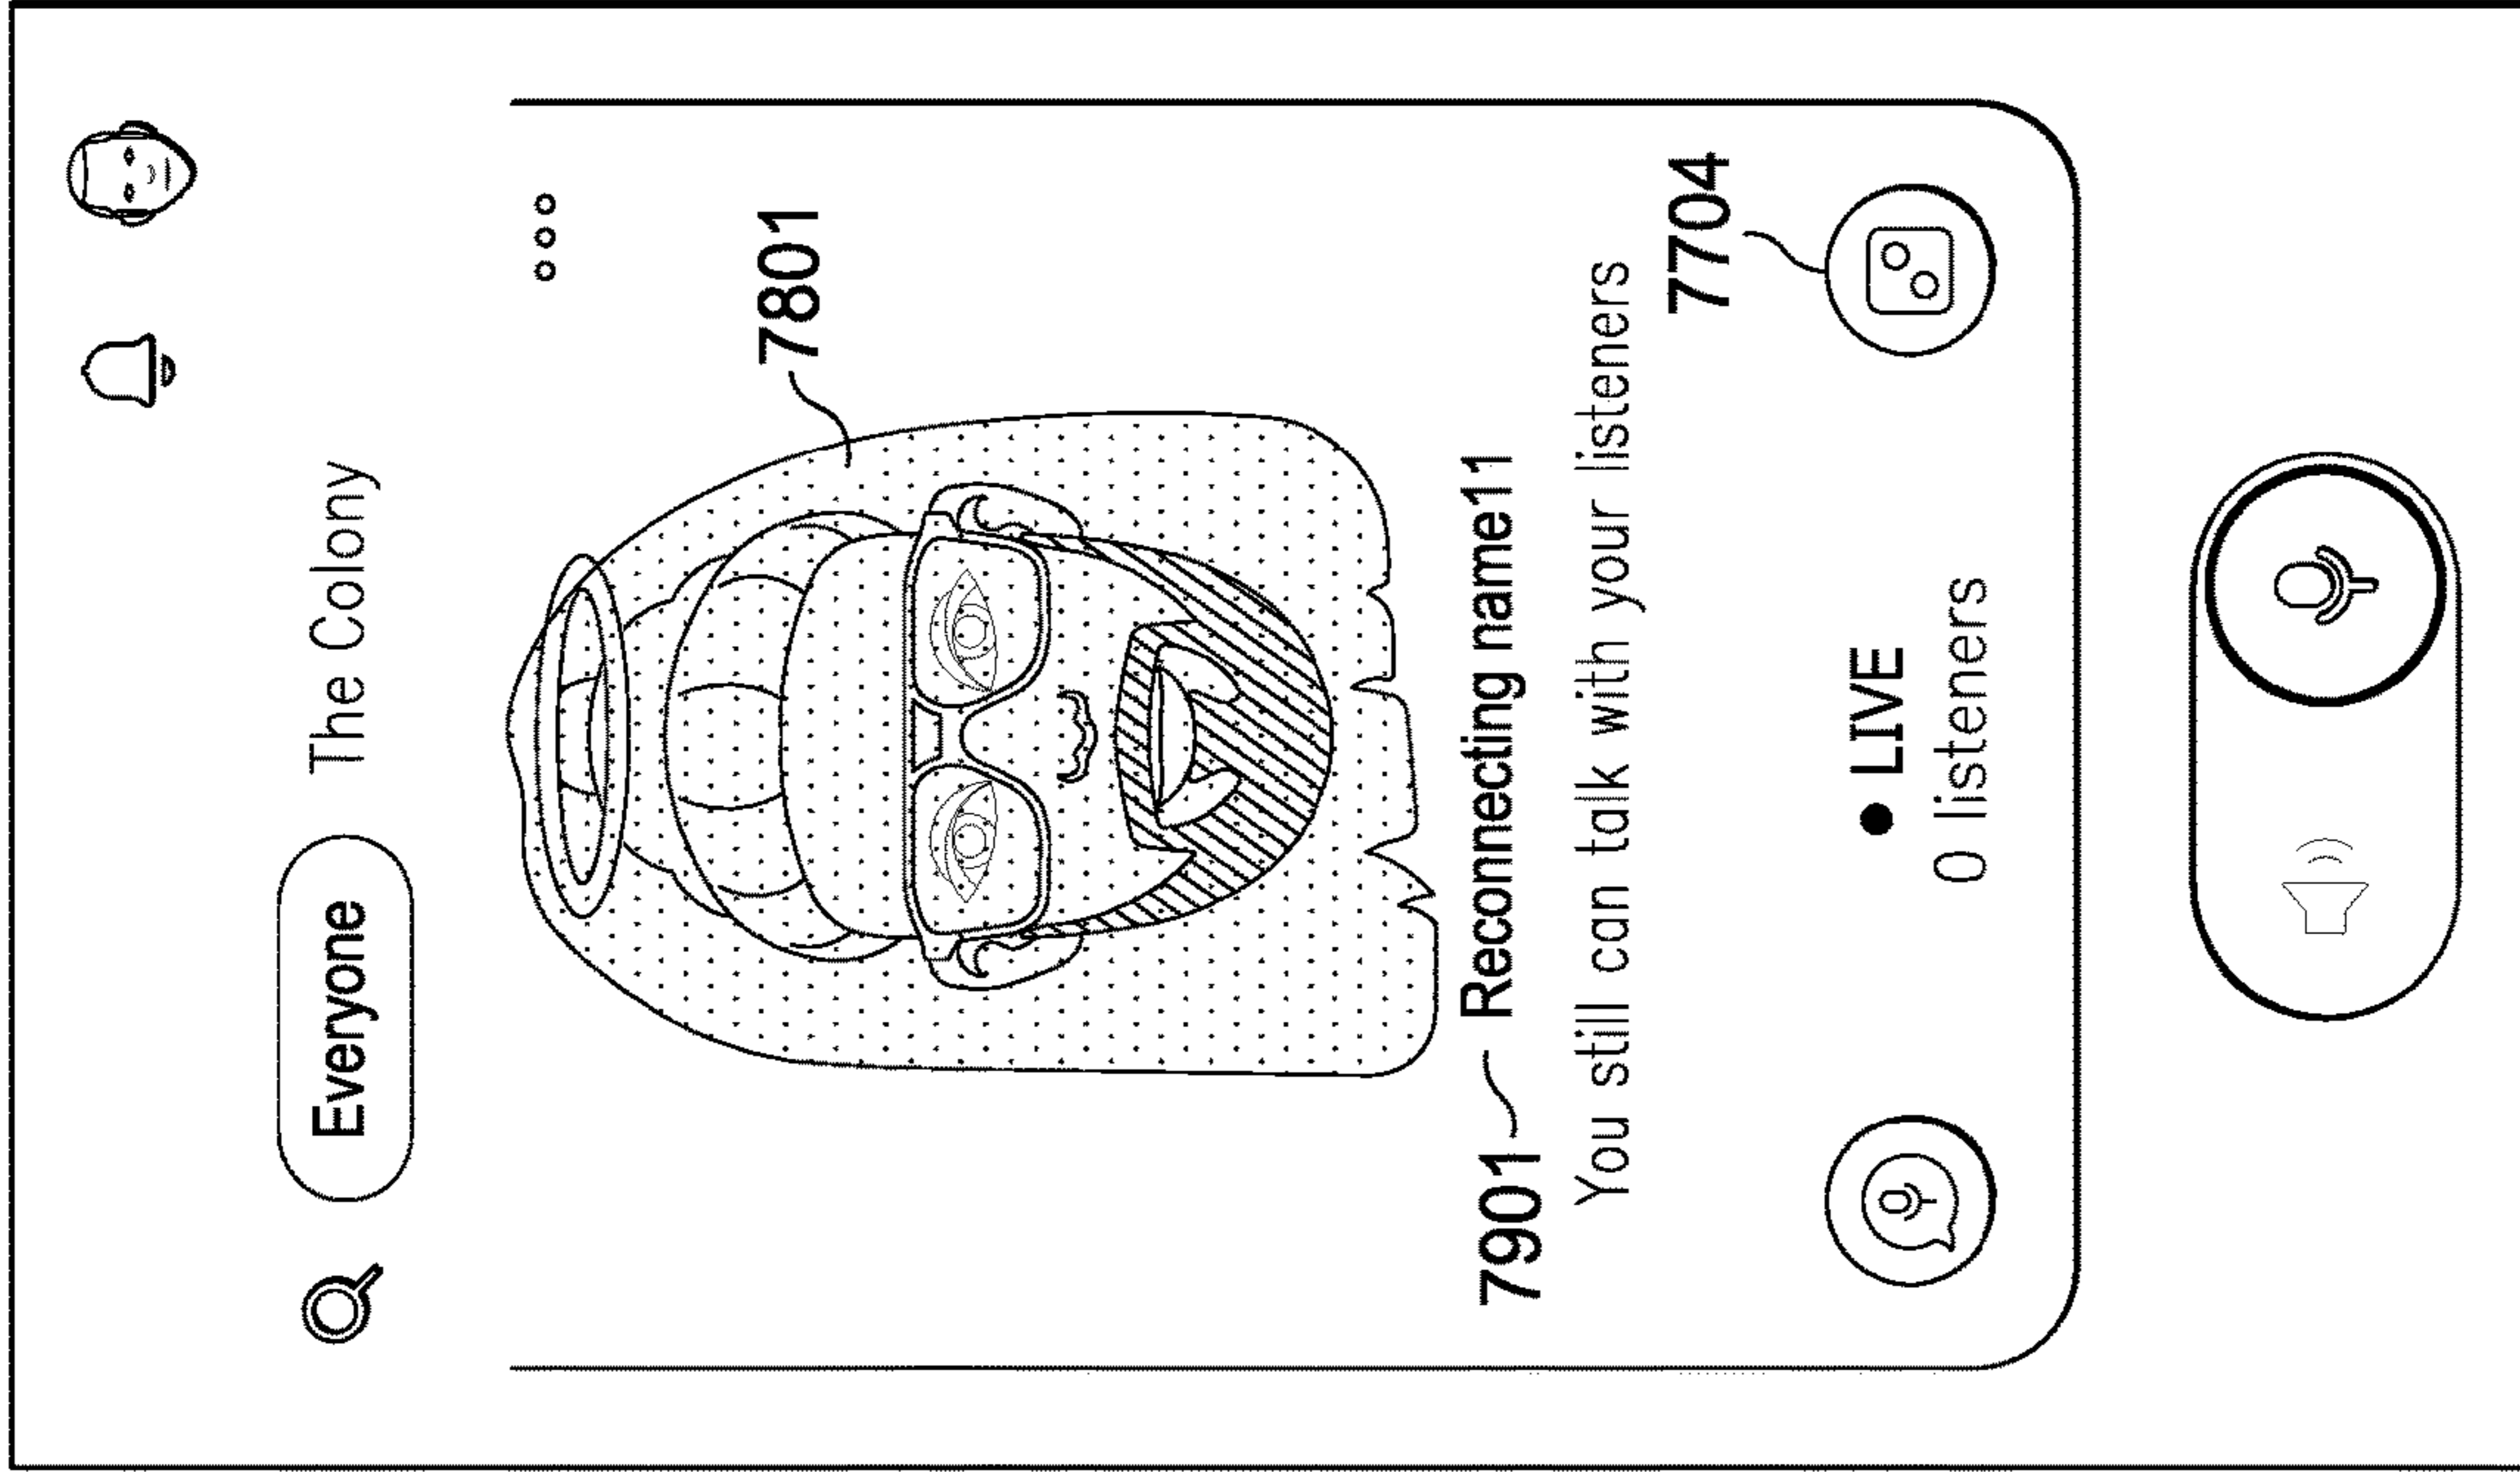 Everyone The Colony
7801
7901 Reconnecting name11
You still can talk with your listeners
7704
• LIVE
0 listeners